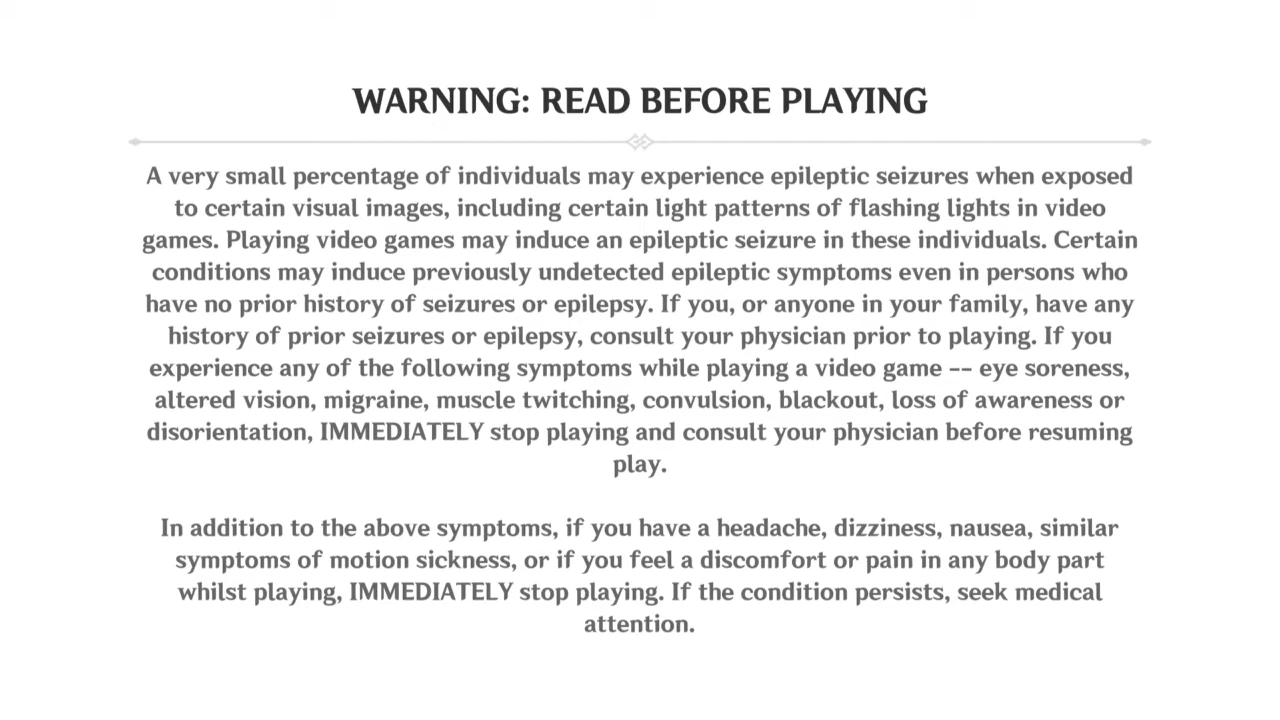 WARNING: READ BEFORE PLAYING
A very small percentage of individuals may experience epileptic seizures when exposed
to certain visual images, including certain light patterns of flashing lights in video
games. Playing video games may induce an epileptic seizure in these individuals. Certain
conditions may induce previously undetected epileptic symptoms even in persons who
have no prior history of seizures or epilepsy. If you, or anyone in your family, have any
history of prior seizures or epilepsy, consult your physician prior to playing. If you
experience any of the following symptoms while playing a video game -- eye soreness,
altered vision, migraine, muscle twitching, convulsion, blackout, loss of awareness or
disorientation, IMMEDIATELY stop playing and consult your physician before resuming
play.
In addition to the above symptoms, if you have a headache, dizziness, nausea, similar
symptoms of motion sickness, or if you feel a discomfort or pain in any body part
whilst playing, IMMEDIATELY stop playing. If the condition persists, seek medical
attention.